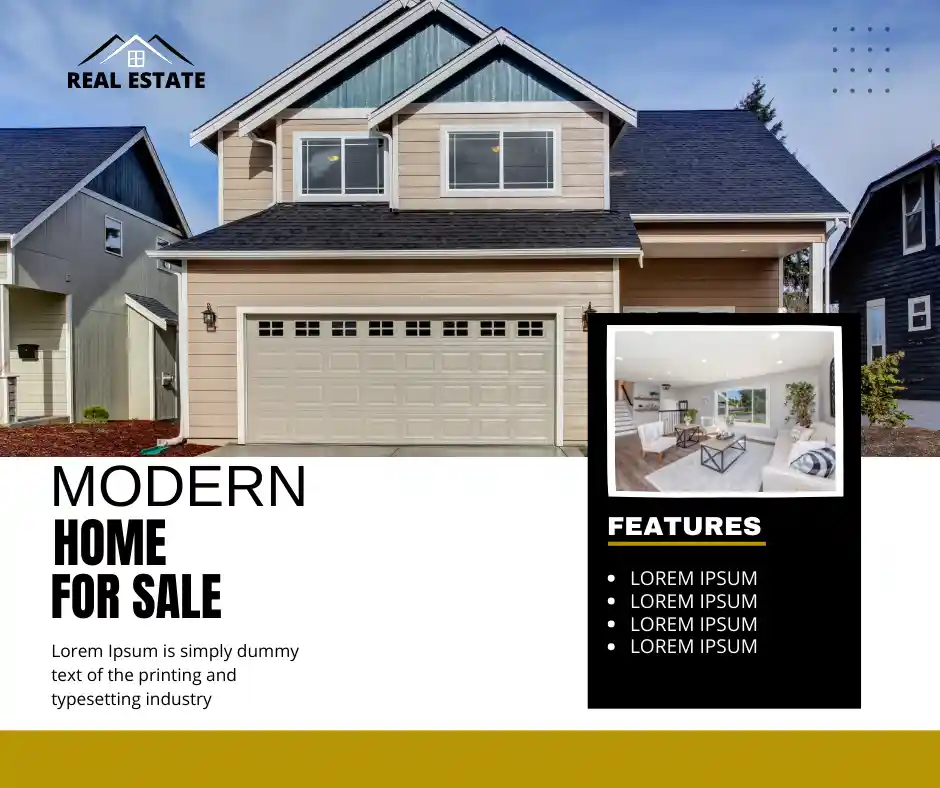 REAL ESTATE
MODERN
HOME
FOR SALE
Lorem Ipsum is simply dummy
text of the printing and
typesetting industry
FEATURES
• LOREM IPSUM
• LOREM IPSUM
• LOREM IPSUM
• LOREM IPSUM